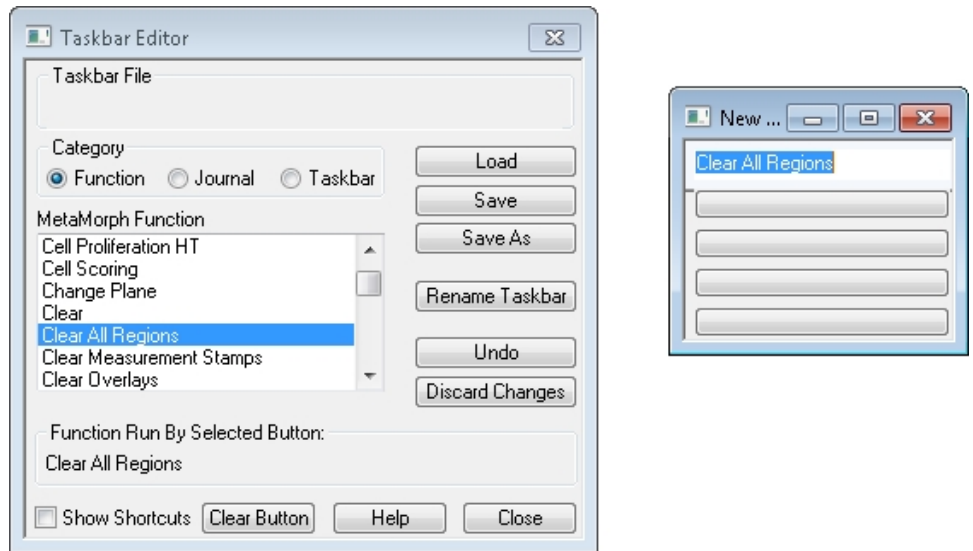 Taskbar Editor
Taskbar File
Category
Function Journal Taskbar
MetaMorph Function
Cell Proliferation HT
Cell Scoring
Change Plane
Clear
Clear All Regions
Clear Measurement Stamps
Clear Overlays
Load
Save
Save As
Rename Taskbar
Undo
Discard Changes
Function Run By Selected Button:
Clear All Regions
Show Shortcuts Clear Button Help Close
New ...
Clear All Regions